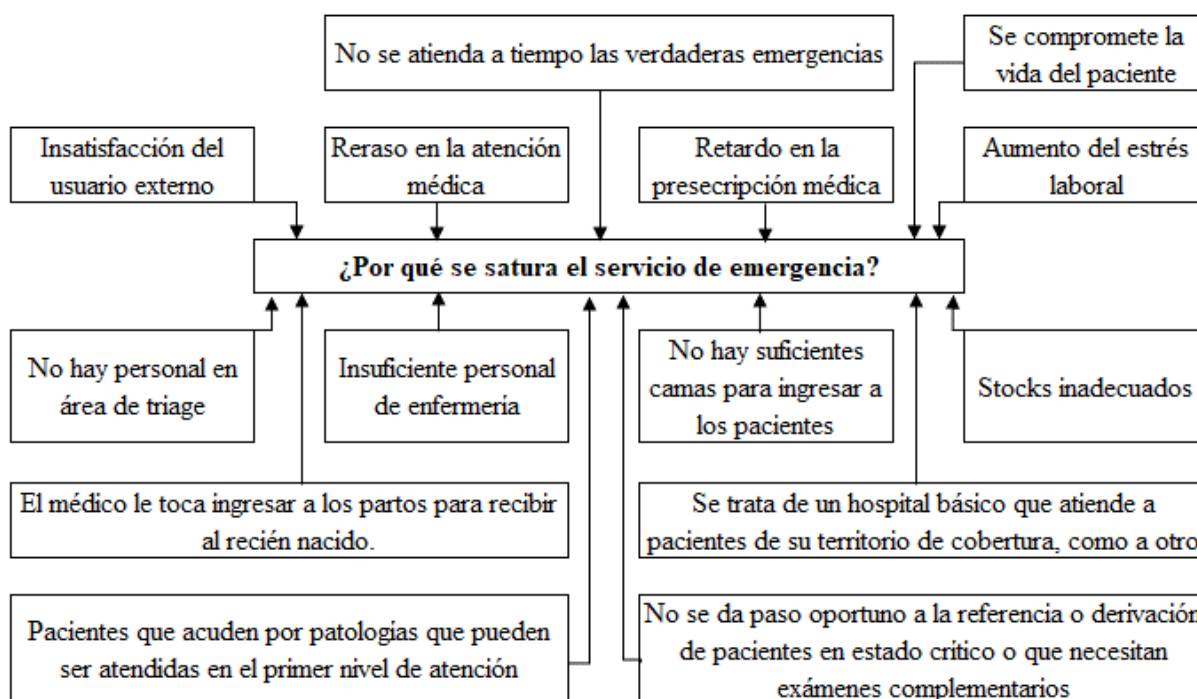 No se atienda a tiempo las verdaderas emergencias
Se compromete la
vida del paciente
Insatisfacción del
usuario externo
Reraso en la atención
médica
Retardo en la
presecripción médica
Aumento del estrés
laboral
¿Por qué se satura el servicio de emergencia?
No hay personal en
área de triage
Insuficiente personal
de enfermería
No hay suficientes
camas para ingresar a
los pacientes
Stocks inadecuados
El médico le toca ingresar a los partos para recibir
al recién nacido.
Se trata de un hospital básico que atiende a
pacientes de su territorio de cobertura, como a otro
Pacientes que acuden por patologías que pueden
ser atendidas en el primer nivel de atención
No se da paso oportuno a la referencia o derivación
de pacientes en estado critico o que necesitan
exámenes complementarios